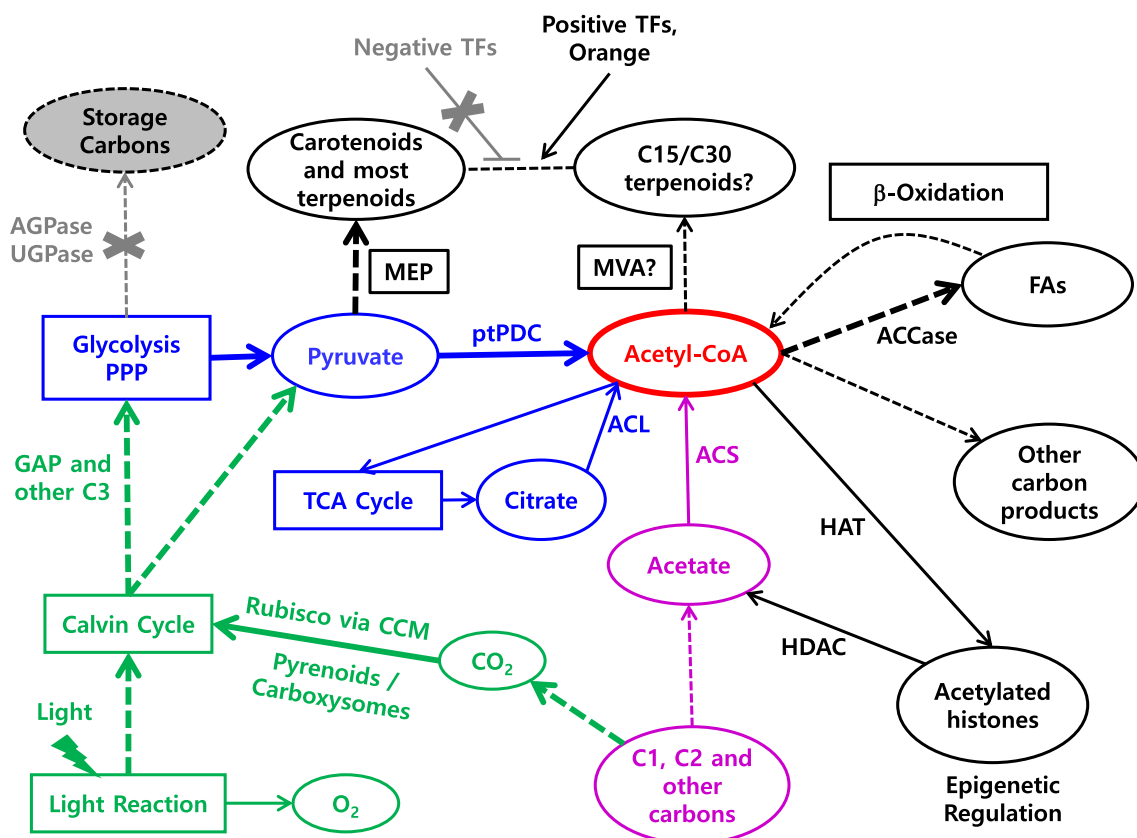 Positive TFs,
Orange
Negative TFs
Storage
Carbons
Carotenoids
and most
terpenoids
C15/C30
terpenoids?
β-Oxidation
AGPase
UGPase
MEP
MVA?
FAs
ACCase
Glycolysis
PPP
Pyruvate
ptPDC
Acetyl-CoA
ACL
ACS
GAP and
other C3
TCA Cycle
Citrate
Other
carbon
products
HAT
Acetate
Calvin Cycle
Rubisco via CCM
CO₂
HDAC
Pyrenoids /
Carboxysomes
Acetylated
histones
Light
C1, C2 and
other
carbons
Light Reaction
O₂
Epigenetic
Regulation